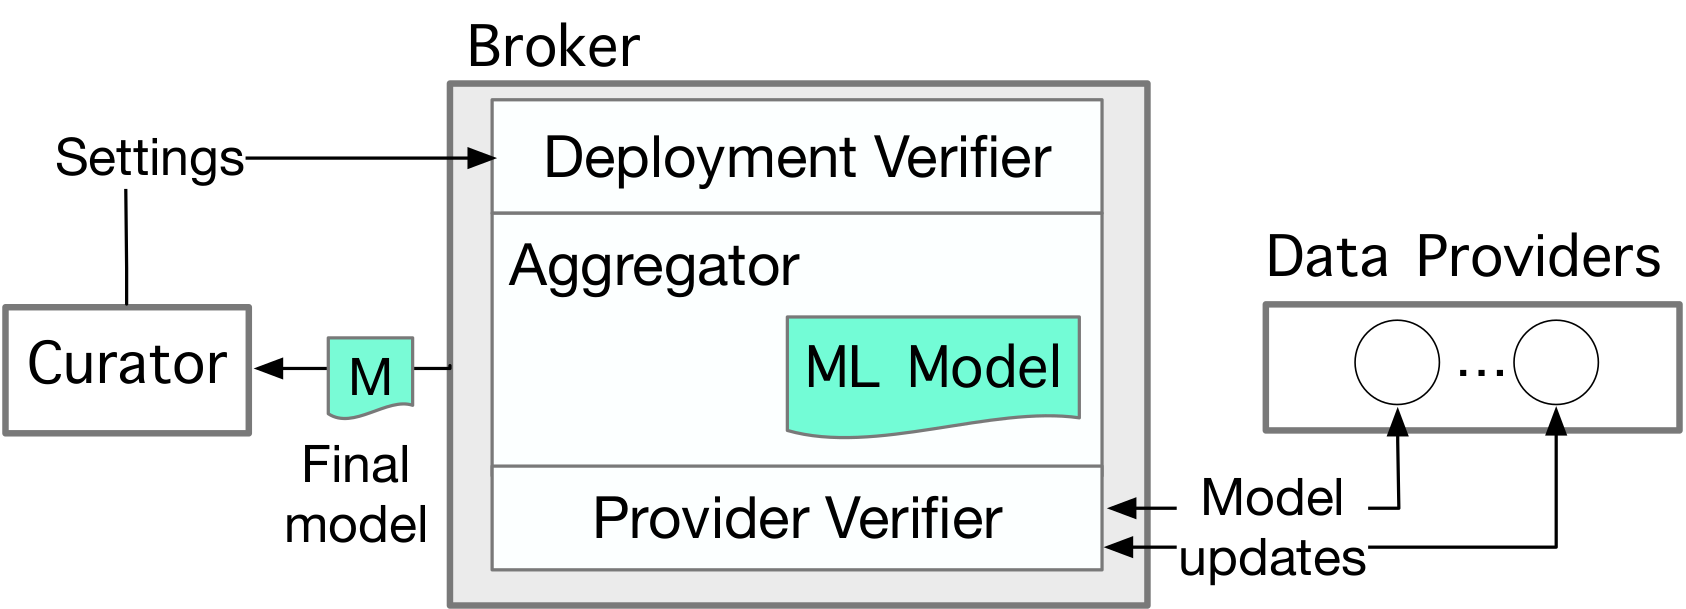 Broker
Settings
Deployment Verifier
Aggregator
ML Model
Provider Verifier
Curator
M
Final
model
Data Providers
...
Model
updates